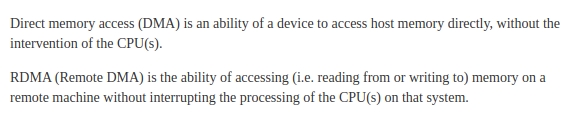 Direct memory access (DMA) is an ability of a device to access host memory directly, without the
intervention of the CPU(s).
RDMA (Remote DMA) is the ability of accessing (i.e. reading from or writing to) memory on a
remote machine without interrupting the processing of the CPU(s) on that system.